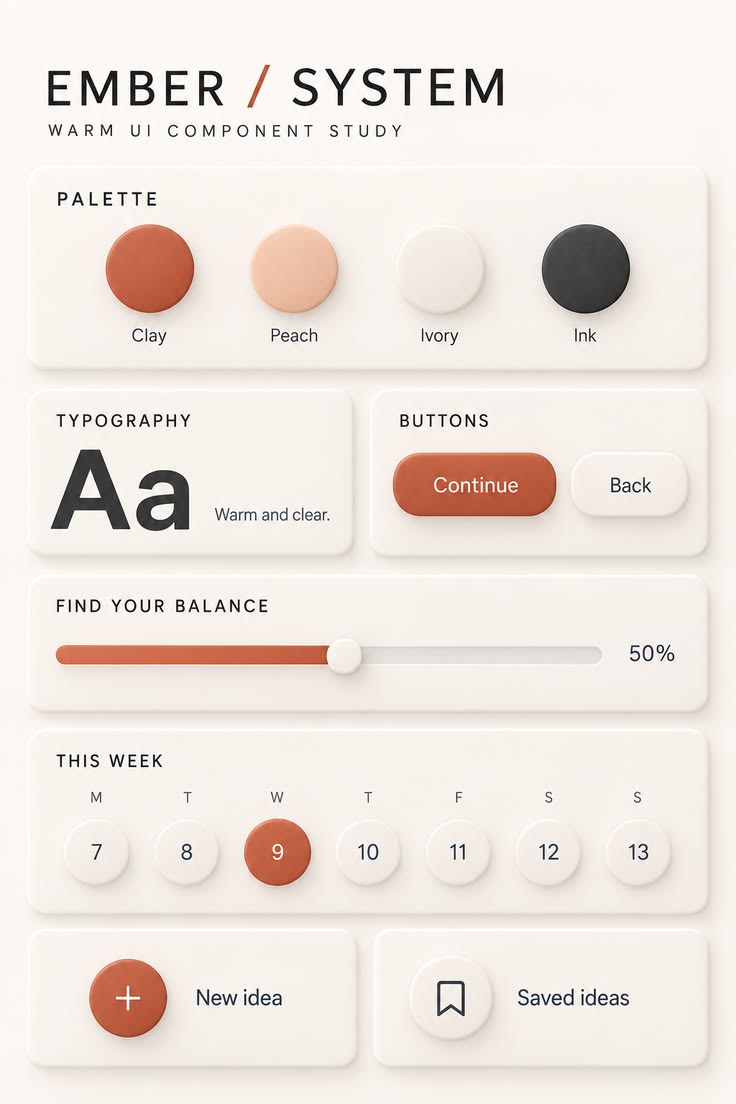 EMBER / SYSTEM
WARM UI COMPONENT STUDY
PALETTE
Clay
Peach
Ivory
Ink
TYPOGRAPHY
Aa
Warm and clear.
BUTTONS
Continue
Back
FIND YOUR BALANCE
50%
THIS WEEK
M T W T F S S
7 8 9 10 11 12 13
New idea
Saved ideas